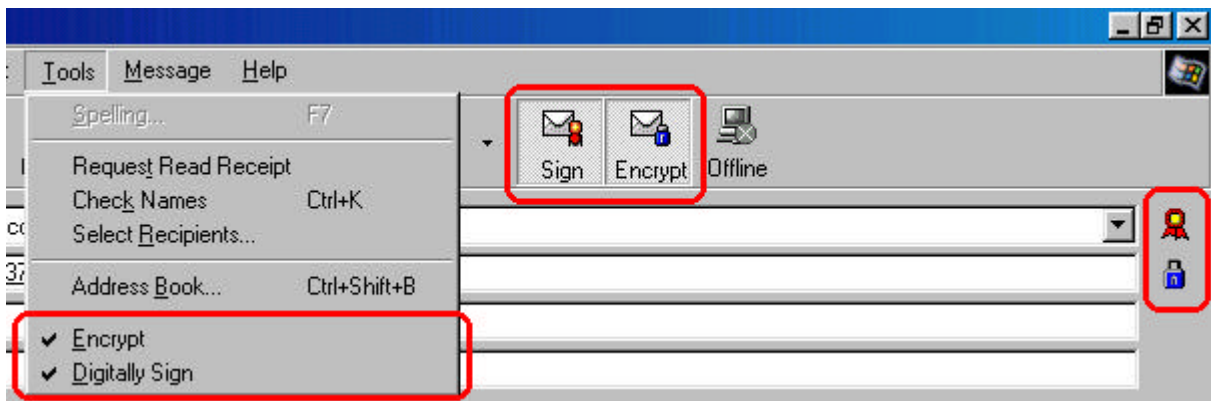 Tools Message Help
Spelling... F7
Sign Encrypt Offline
Request Read Receipt
Check Names Ctrl+K
Select Recipients...
Address Book... Ctrl+Shift+B
Encrypt
Digitally Sign